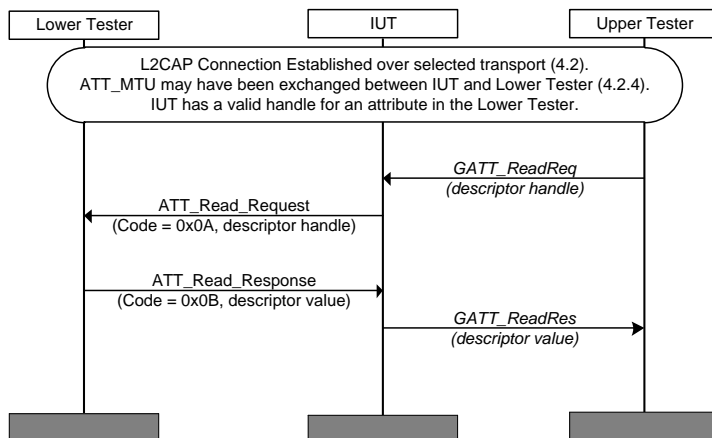 Lower Tester
IUT
Upper Tester
L2CAP Connection Established over selected transport (4.2).
ATT_MTU may have been exchanged between IUT and Lower Tester (4.2.4).
IUT has a valid handle for an attribute in the Lower Tester.
GATT_ReadReq
(descriptor handle)
ATT_Read_Request
(Code = 0x0A, descriptor handle)
ATT_Read_Response
(Code = 0x0B, descriptor value)
GATT_ReadRes
(descriptor value)